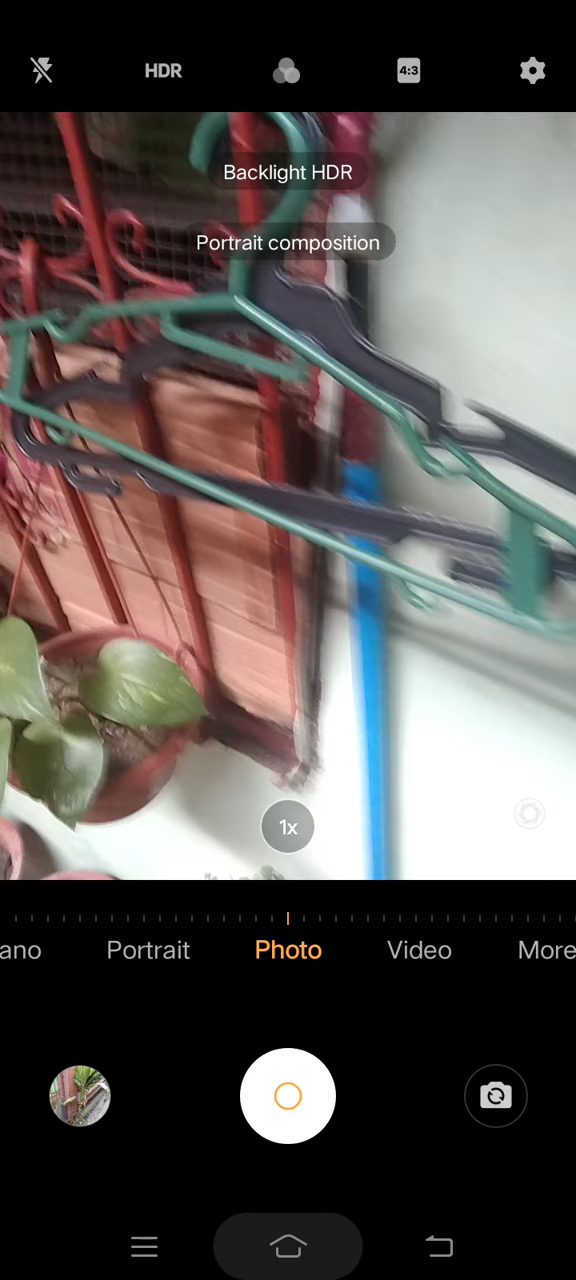 HDR
4:3
Backlight HDR
Portrait composition
1x
ano
Portrait
Photo
Video
More